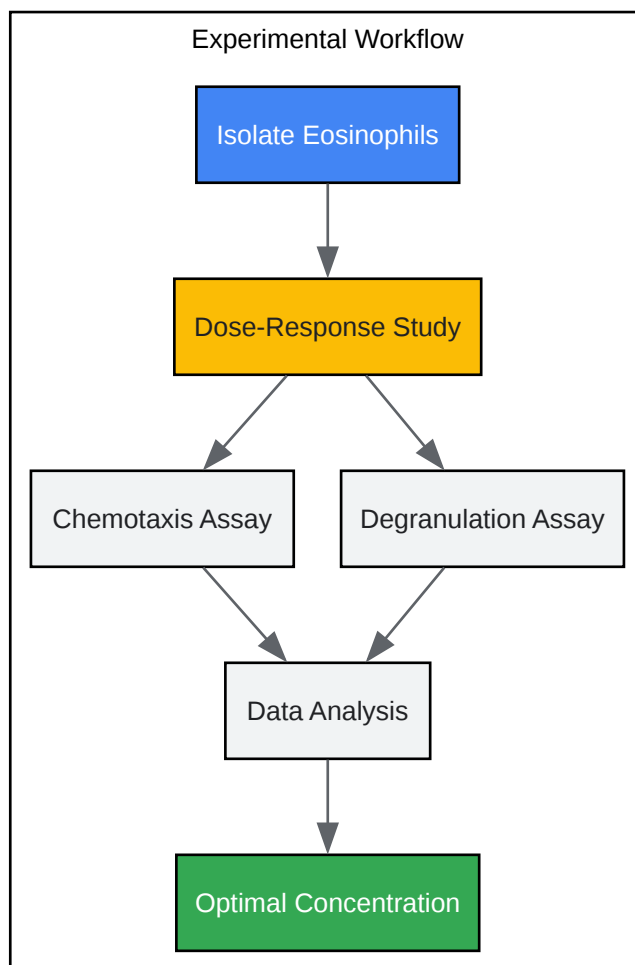 Experimental Workflow
Isolate Eosinophils
Dose-Response Study
Chemotaxis Assay
Degranulation Assay
Data Analysis
Optimal Concentration